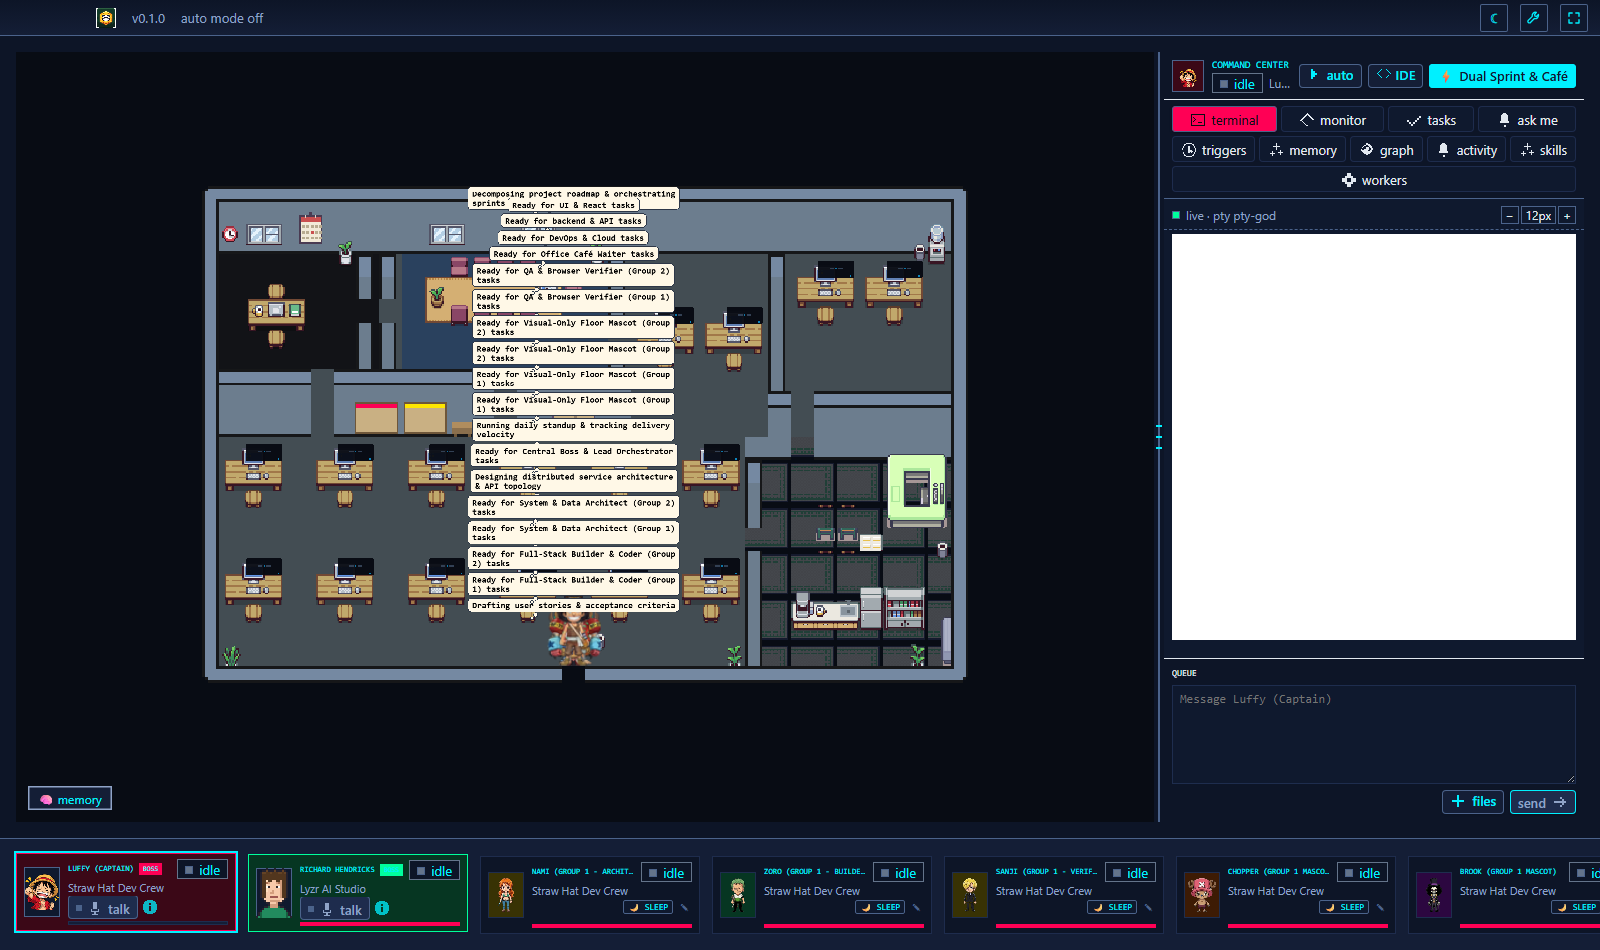 v0.1.0 auto mode off
COMMAND CENTER
idle Lu...
auto
IDE
Dual Sprint & Café
terminal
monitor
tasks
ask me
triggers
memory
graph
activity
skills
workers
live · pty pty-god
− 12px +
Decomposing project roadmap & orchestrating
sprints
Ready for UI & React tasks
Ready for backend & API tasks
Ready for DevOps & Cloud tasks
Ready for Office Café Waiter tasks
Ready for QA & Browser Verifier (Group 2)
tasks
Ready for QA & Browser Verifier (Group 1)
tasks
Ready for Visual-Only Floor Mascot (Group
2) tasks
Ready for Visual-Only Floor Mascot (Group
2) tasks
Ready for Visual-Only Floor Mascot (Group
1) tasks
Ready for Visual-Only Floor Mascot (Group
1) tasks
Running daily standup & tracking delivery
velocity
Ready for Central Boss & Lead Orchestrator
tasks
Designing distributed service architecture
& API topology
Ready for System & Data Architect (Group 2)
tasks
Ready for System & Data Architect (Group 1)
tasks
Ready for Full-Stack Builder & Coder (Group
2) tasks
Ready for Full-Stack Builder & Coder (Group
1) tasks
Drafting user stories & acceptance criteria
memory
QUEUE
Message Luffy (Captain)
+ files
send
LUFFY (CAPTAIN) BOSS idle
Straw Hat Dev Crew
talk
RICHARD HENDRICKS idle
Lyzr AI Studio
talk
NAMI (GROUP 1 - ARCHIT... idle
Straw Hat Dev Crew
SLEEP
ZORO (GROUP 1 - BUILDE... idle
Straw Hat Dev Crew
SLEEP
SANJI (GROUP 1 - VERIF... idle
Straw Hat Dev Crew
SLEEP
CHOPPER (GROUP 1 MASCO... idle
Straw Hat Dev Crew
SLEEP
BROOK (GROUP 1 MASCOT)
Straw Hat Dev Crew
SLEEP